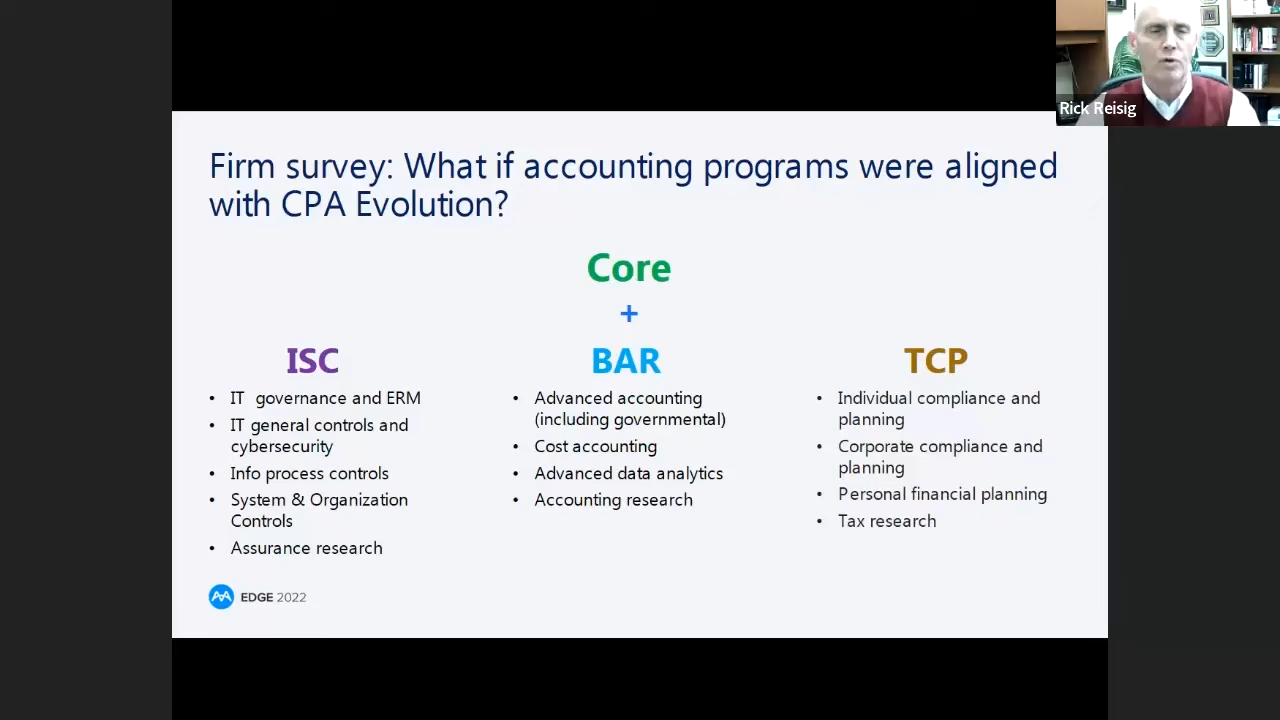 Rick Reisig
Firm survey: What if accounting programs were aligned
with CPA Evolution?
Core
+
ISC
• IT governance and ERM
• IT general controls and
cybersecurity
• Info process controls
• System & Organization
Controls
• Assurance research
BAR
• Advanced accounting
(including governmental)
• Cost accounting
• Advanced data analytics
• Accounting research
TCP
• Individual compliance and
planning
• Corporate compliance and
planning
• Personal financial planning
• Tax research
EDGE 2022